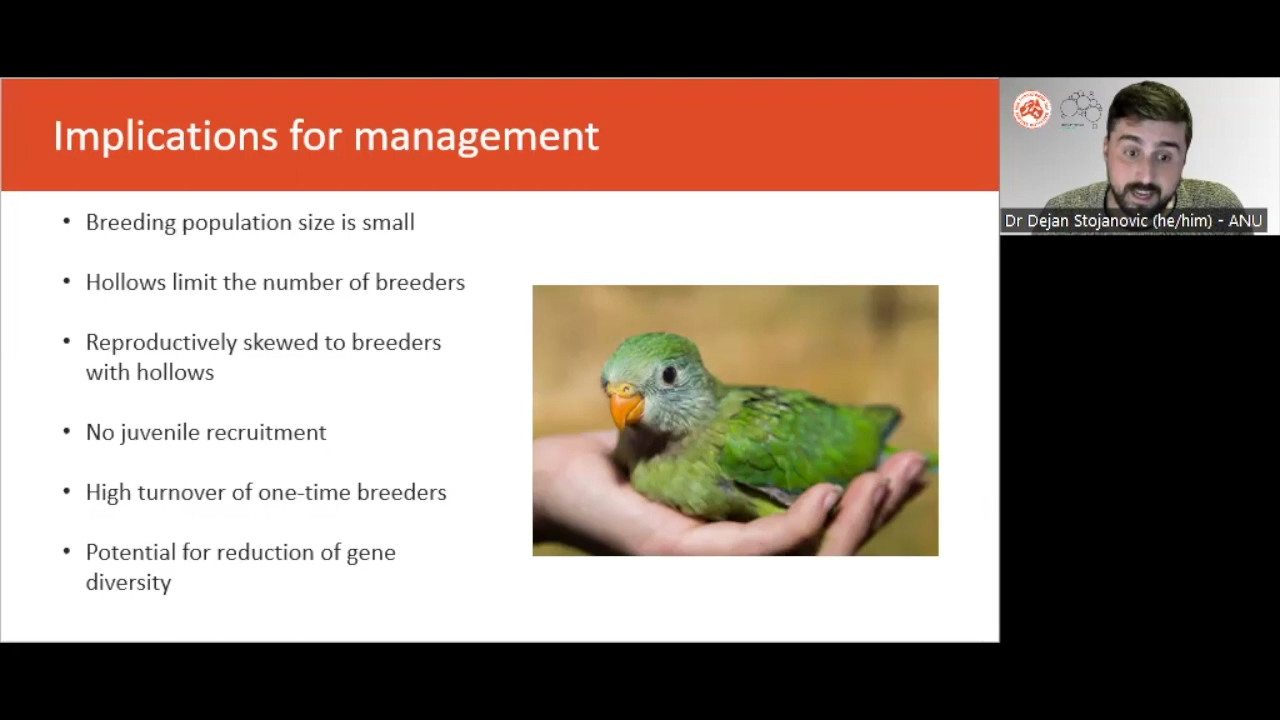 Implications for management
• Breeding population size is small
• Hollows limit the number of breeders
• Reproductively skewed to breeders
with hollows
• No juvenile recruitment
• High turnover of one-time breeders
• Potential for reduction of gene
diversity
Dr Dejan Stojanovic (he/him) - ANU